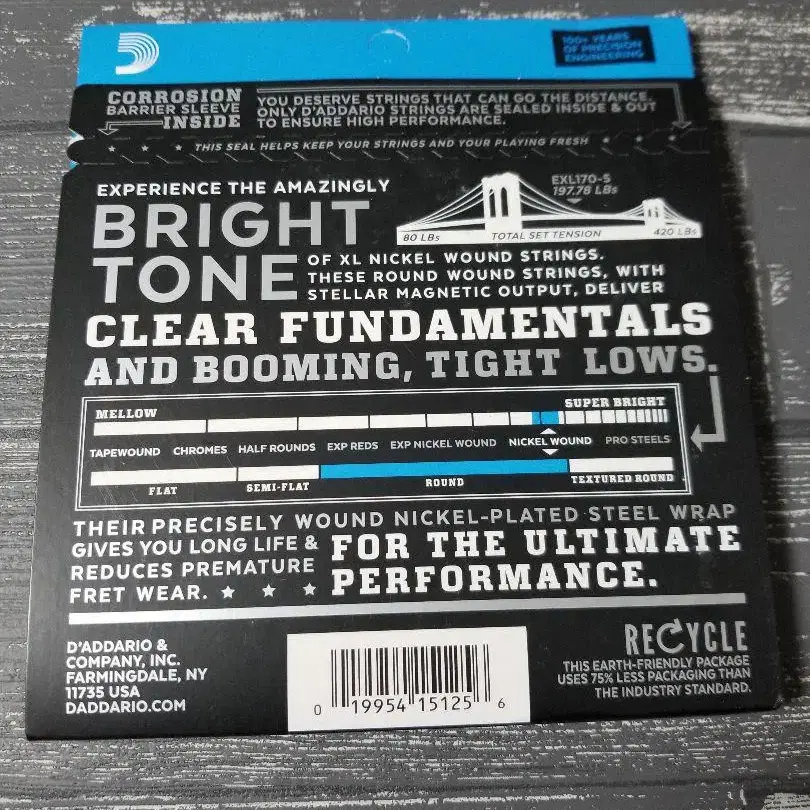 100+ YEARS
OF PRECISION
ENGINEERING
CORROSION
BARRIER SLEEVE
INSIDE
YOU DESERVE STRINGS THAT CAN GO THE DISTANCE.
ONLY D'ADDARIO STRINGS ARE SEALED INSIDE & OUT
TO ENSURE HIGH PERFORMANCE.
THIS SEAL HELPS KEEP YOUR STRINGS AND YOUR PLAYING FRESH
EXPERIENCE THE AMAZINGLY
BRIGHT
TONE
EXL170-S
197.78 LBs
80 LBs
TOTAL SET TENSION
420 LBs
OF XL NICKEL WOUND STRINGS.
THESE ROUND WOUND STRINGS, WITH
STELLAR MAGNETIC OUTPUT, DELIVER
CLEAR FUNDAMENTALS
AND BOOMING, TIGHT LOWS.
MELLOW
SUPER BRIGHT
TAPEWOUND CHROMES HALF ROUNDS EXP REDS EXP NICKEL WOUND NICKEL WOUND PRO STEELS
FLAT SEMI-FLAT ROUND TEXTURED ROUND
THEIR PRECISELY WOUND NICKEL-PLATED STEEL WRAP
GIVES YOU LONG LIFE &
REDUCES PREMATURE
FRET WEAR.
FOR THE ULTIMATE
PERFORMANCE.
D'ADDARIO &
COMPANY, INC.
FARMINGDALE, NY
11735 USA
DADDARIO.COM
0 19954 15125 6
RECYCLE
THIS EARTH-FRIENDLY PACKAGE
USES 75% LESS PACKAGING THAN
THE INDUSTRY STANDARD.